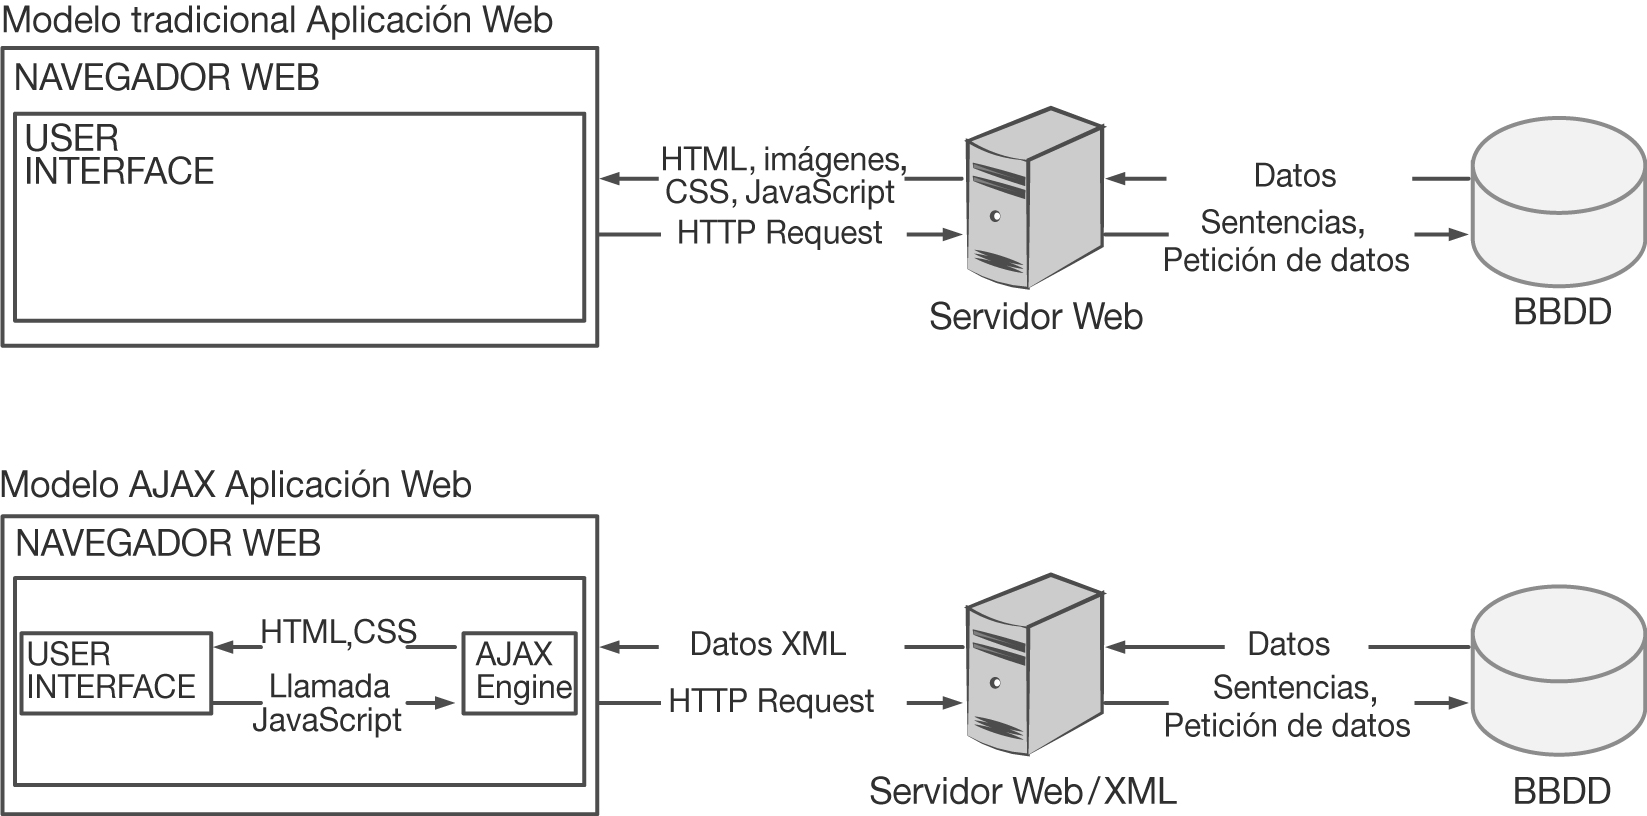 Modelo tradicional Aplicación Web
NAVEGADOR WEB
USER
INTERFACE
HTML, imágenes,
CSS, JavaScript
HTTP Request
Servidor Web
Datos
Sentencias,
Petición de datos
BBDD
Modelo AJAX Aplicación Web
NAVEGADOR WEB
USER
INTERFACE
HTML,CSS
Llamada
JavaScript
AJAX
Engine
Datos XML
HTTP Request
Servidor Web/XML
Datos
Sentencias,
Petición de datos
BBDD